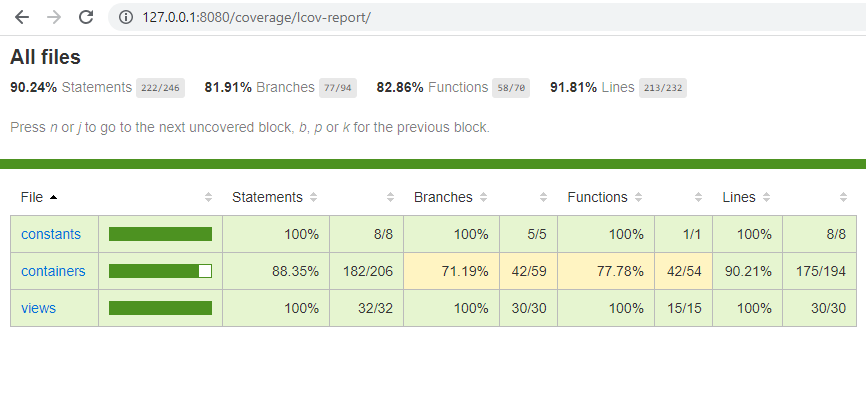 127.0.0.1:8080/coverage/lcov-report/
All files
90.24% Statements 222/246 81.91% Branches 77/94 82.86% Functions 58/70 91.81% Lines 213/232
Press n or j to go to the next uncovered block, b, p or k for the previous block.
File Statements Branches Functions Lines
constants 100% 8/8 100% 5/5 100% 1/1 100% 8/8
containers 88.35% 182/206 71.19% 42/59 77.78% 42/54 90.21% 175/194
views 100% 32/32 100% 30/30 100% 15/15 100% 30/30